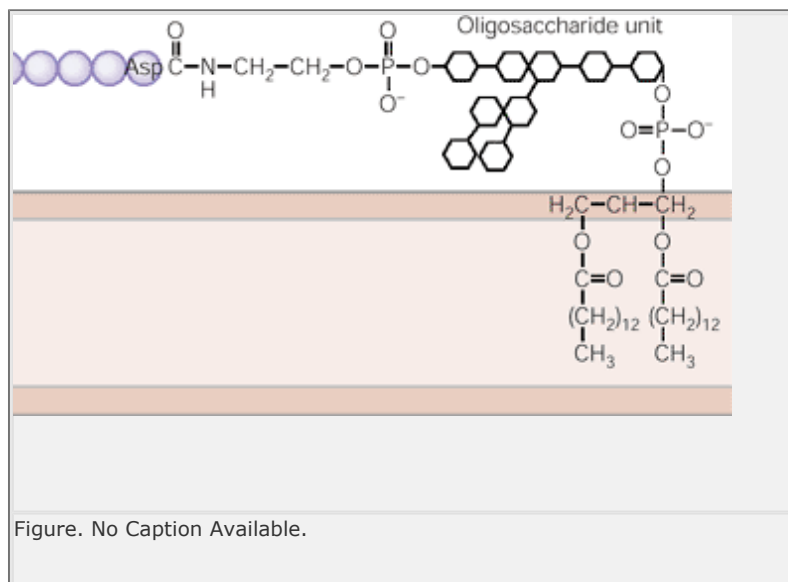 Oligosaccharide unit
O O
Asp C–N–CH₂–CH₂–O–P–O
H O⁻
O
O=P–O⁻
O
H₂C–CH–CH₂
O O
C=O C=O
(CH₂)₁₂ (CH₂)₁₂
CH₃ CH₃
Figure. No Caption Available.